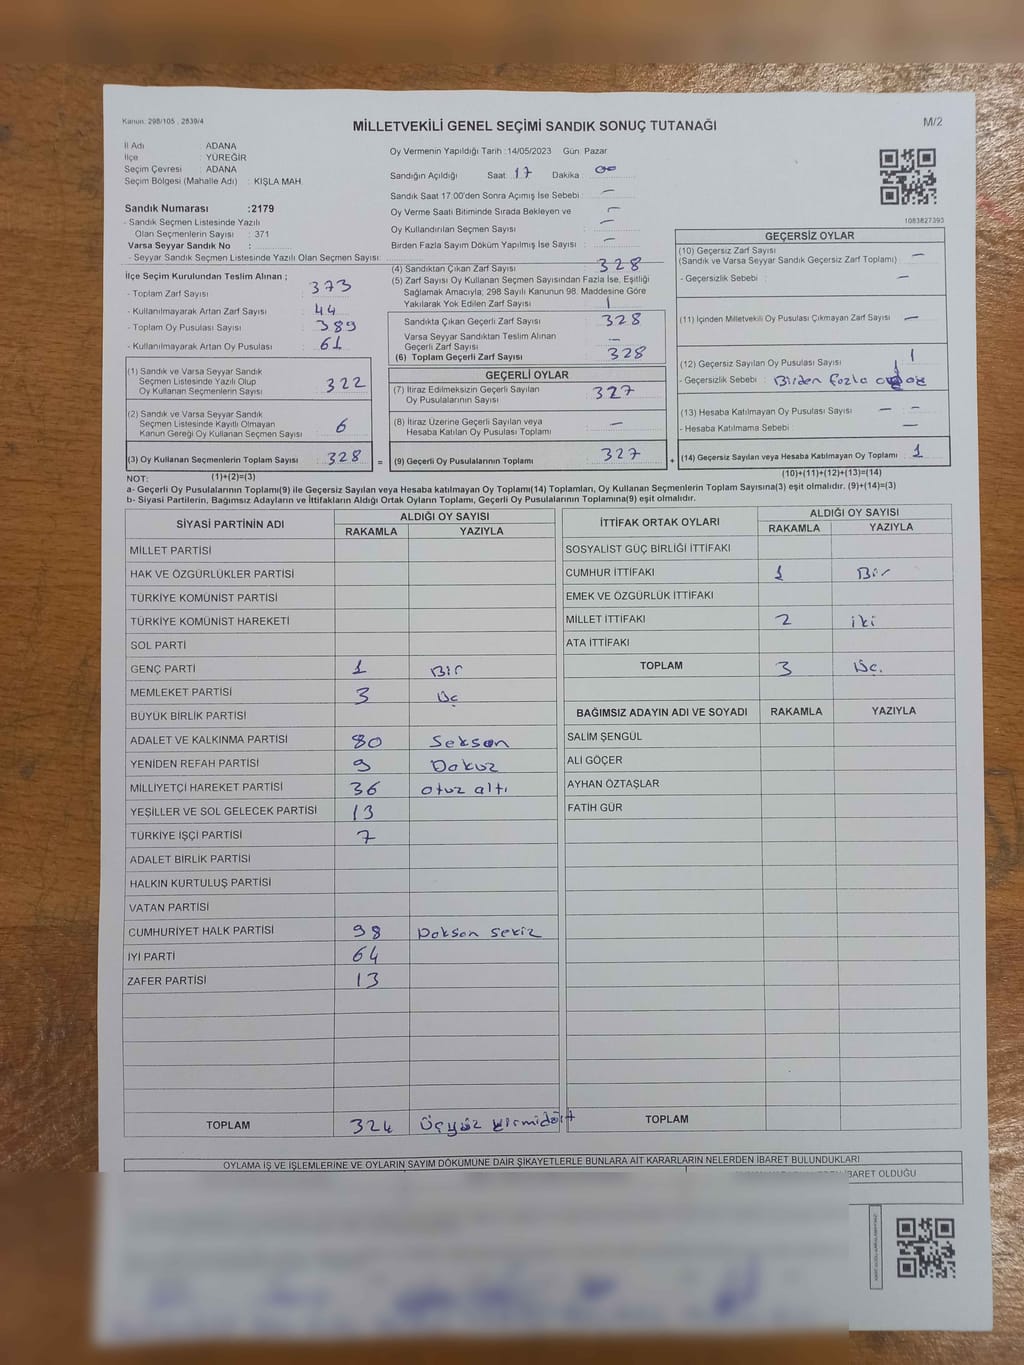 Kanun: 298/105 , 2839/4
MİLLETVEKİLİ GENEL SEÇİMİ SANDIK SONUÇ TUTANAĞI
M/2
İl Adı : ADANA
İlçe : YÜREĞİR
Seçim Çevresi : ADANA
Seçim Bölgesi (Mahalle Adı) : KIŞLA MAH.
Sandık Numarası :2179
- Sandık Seçmen Listesinde Yazılı
Olan Seçmenlerin Sayısı : 371
Varsa Seyyar Sandık No :
- Seyyar Sandık Seçmen Listesinde Yazılı Olan Seçmen Sayısı:
Oy Vermenin Yapıldığı Tarih :14/05/2023 Gün: Pazar
Sandığın Açıldığı Saat: 17 Dakika : 00
Sandık Saat 17:00'den Sonra Açımış İse Sebebi : —
Oy Verme Saati Bitiminde Sırada Bekleyen ve —
Oy Kullandırılan Seçmen Sayısı : —
Birden Fazla Sayım Döküm Yapılmış İse Sayısı : —
1083827393
İlçe Seçim Kurulundan Teslim Alınan ;
- Toplam Zarf Sayısı : 373
- Kullanılmayarak Artan Zarf Sayısı : 44
- Toplam Oy Pusulası Sayısı : 389
- Kullanılmayarak Artan Oy Pusulası : 61
(1) Sandık ve Varsa Seyyar Sandık
Seçmen Listesinde Yazılı Olup
Oy Kullanan Seçmenlerin Sayısı : 322
(2) Sandık ve Varsa Seyyar Sandık
Seçmen Listesinde Kayıtlı Olmayan
Kanun Gereği Oy Kullanan Seçmen Sayısı : 6
(3) Oy Kullanan Seçmenlerin Toplam Sayısı : 328
(4) Sandıktan Çıkan Zarf Sayısı : 328
(5) Zarf Sayısı Oy Kullanan Seçmen Sayısından Fazla İse, Eşitliği
Sağlamak Amacıyla; 298 Sayılı Kanunun 98. Maddesine Göre
Yakılarak Yok Edilen Zarf Sayısı :
Sandıkta Çıkan Geçerli Zarf Sayısı : 328
Varsa Seyyar Sandıktan Teslim Alınan
Geçerli Zarf Sayısı : —
(6) Toplam Geçerli Zarf Sayısı : 328
GEÇERLİ OYLAR
(7) İtiraz Edilmeksizin Geçerli Sayılan
Oy Pusulalarının Sayısı : 327
(8) İtiraz Üzerine Geçerli Sayılan veya
Hesaba Katılan Oy Pusulası Toplamı : —
= (9) Geçerli Oy Pusulalarının Toplamı : 327
GEÇERSİZ OYLAR
(10) Geçersiz Zarf Sayısı
(Sandık ve Varsa Seyyar Sandık Geçersiz Zarf Toplamı) : —
- Geçersizlik Sebebi : —
(11) İçinden Milletvekili Oy Pusulası Çıkmayan Zarf Sayısı : —
(12) Geçersiz Sayılan Oy Pusulası Sayısı : 1
- Geçersizlik Sebebi : Birden fazla
(13) Hesaba Katılmayan Oy Pusulası Sayısı : — —
- Hesaba Katılmama Sebebi : —
+ (14) Geçersiz Sayılan veya Hesaba Katılmayan Oy Toplamı : 1
NOT: (1)+(2)=(3)
(10)+(11)+(12)+(13)=(14)
a- Geçerli Oy Pusulalarının Toplamı(9) ile Geçersiz Sayılan veya Hesaba katılmayan Oy Toplamı(14) Toplamları, Oy Kullanan Seçmenlerin Toplam Sayısına(3) eşit olmalıdır. (9)+(14)=(3)
b- Siyasi Partilerin, Bağımsız Adayların ve İttifakların Aldığı Ortak Oyların Toplamı, Geçerli Oy Pusulalarının Toplamına(9) eşit olmalıdır.
SİYASİ PARTİNİN ADI ALDIĞI OY SAYISI
RAKAMLA YAZIYLA
MİLLET PARTİSİ
HAK VE ÖZGÜRLÜKLER PARTİSİ
TÜRKİYE KOMÜNİST PARTİSİ
TÜRKİYE KOMÜNİST HAREKETİ
SOL PARTİ
GENÇ PARTİ 1 Bir
MEMLEKET PARTİSİ 3 Üç
BÜYÜK BİRLİK PARTİSİ
ADALET VE KALKINMA PARTİSİ 80 Seksen
YENİDEN REFAH PARTİSİ 9 Dokuz
MİLLİYETÇİ HAREKET PARTİSİ 36 otuz altı
YEŞİLLER VE SOL GELECEK PARTİSİ 13
TÜRKİYE İŞÇİ PARTİSİ 7
ADALET BİRLİK PARTİSİ
HALKIN KURTULUŞ PARTİSİ
VATAN PARTİSİ
CUMHURİYET HALK PARTİSİ 98 Doksan sekiz
İYİ PARTİ 64
ZAFER PARTİSİ 13
TOPLAM 324 Üçyüz yirmidört
İTTİFAK ORTAK OYLARI ALDIĞI OY SAYISI
RAKAMLA YAZIYLA
SOSYALİST GÜÇ BİRLİĞİ İTTİFAKI
CUMHUR İTTİFAKI 1 Bir
EMEK VE ÖZGÜRLÜK İTTİFAKI
MİLLET İTTİFAKI 2 iki
ATA İTTİFAKI
TOPLAM 3 Üç.
BAĞIMSIZ ADAYIN ADI VE SOYADI RAKAMLA YAZIYLA
SALİM ŞENGÜL
ALİ GÖÇER
AYHAN ÖZTAŞLAR
FATİH GÜR
TOPLAM
OYLAMA İŞ VE İŞLEMLERİNE VE OYLARIN SAYIM DÖKÜMÜNE DAİR ŞİKAYETLERLE BUNLARA AİT KARARLARIN NELERDEN İBARET BULUNDUKLARI
İBARET OLDUĞU